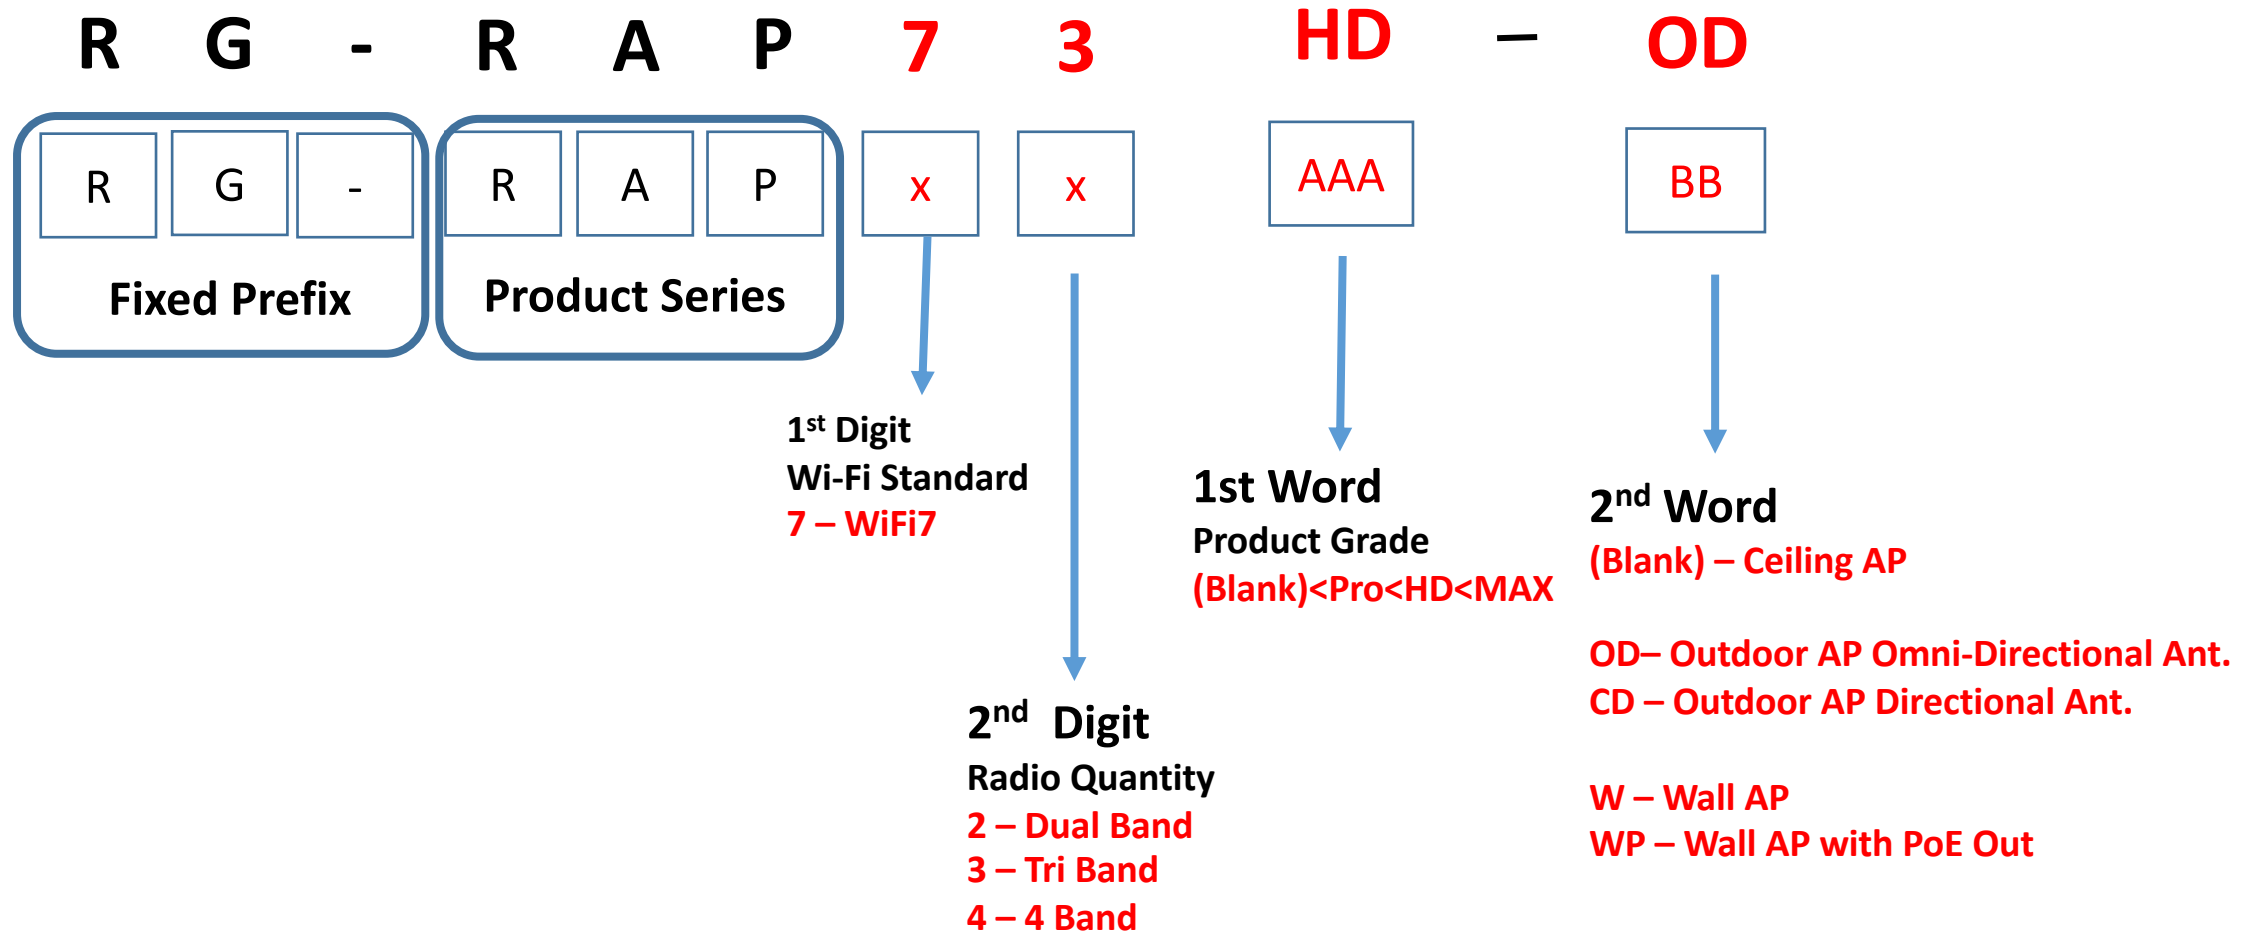 R G - R A P 7 3 HD – OD
R G - R A P x x AAA BB
Fixed Prefix
Product Series
1st Digit
Wi-Fi Standard
7 – WiFi7
2nd Digit
Radio Quantity
2 – Dual Band
3 – Tri Band
4 – 4 Band
1st Word
Product Grade
(Blank)<Pro<HD<MAX
2nd Word
(Blank) – Ceiling AP
OD– Outdoor AP Omni-Directional Ant.
CD – Outdoor AP Directional Ant.
W – Wall AP
WP – Wall AP with PoE Out